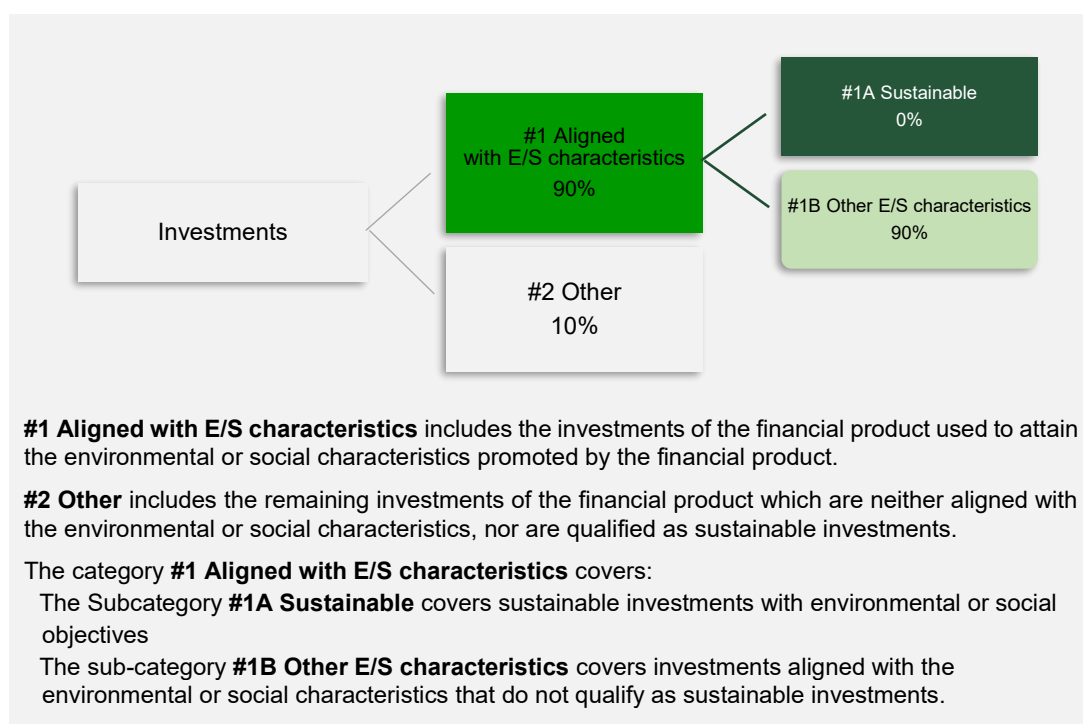 #1A Sustainable
0%
#1 Aligned
with E/S characteristics
90%
#1B Other E/S characteristics
90%
Investments
#2 Other
10%
#1 Aligned with E/S characteristics includes the investments of the financial product used to attain
the environmental or social characteristics promoted by the financial product.
#2 Other includes the remaining investments of the financial product which are neither aligned with
the environmental or social characteristics, nor are qualified as sustainable investments.
The category #1 Aligned with E/S characteristics covers:
The Subcategory #1A Sustainable covers sustainable investments with environmental or social
objectives
The sub-category #1B Other E/S characteristics covers investments aligned with the
environmental or social characteristics that do not qualify as sustainable investments.